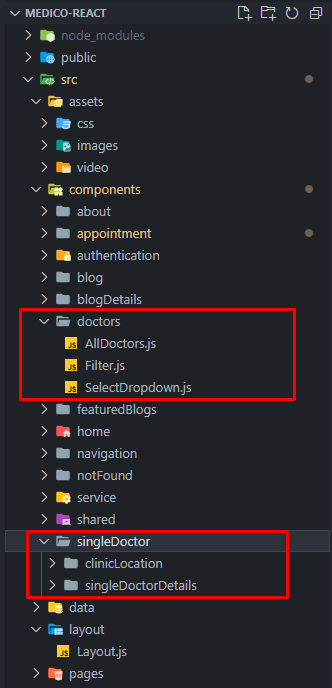 MEDICO-REACT
node_modules
public
src
assets
css
images
video
components
about
appointment
authentication
blog
blogDetails
doctors
JS AllDoctors.js
JS Filter.js
JS SelectDropdown.js
featuredBlogs
home
navigation
notFound
service
shared
singleDoctor
clinicLocation
singleDoctorDetails
data
layout
JS Layout.js
pages